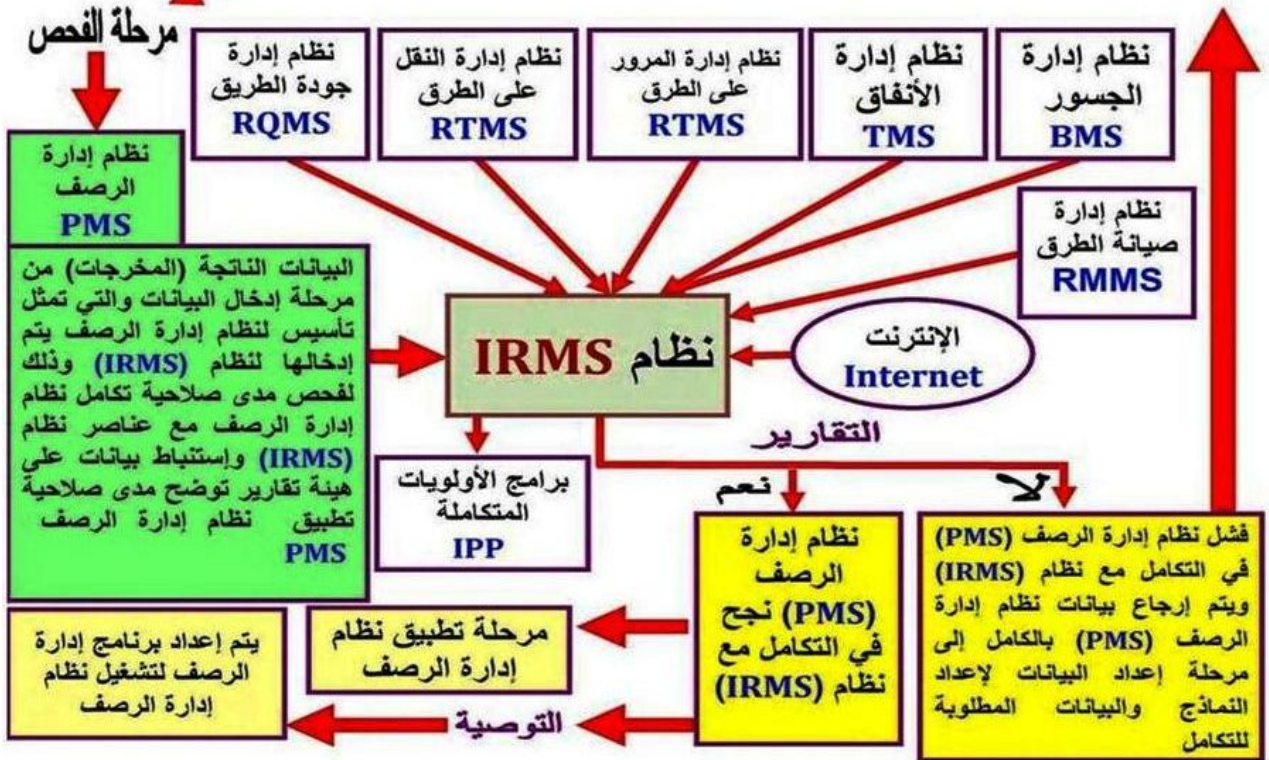 مرحلة الفحص
نظام إدارة
جودة الطريق
RQMS
نظام إدارة النقل
على الطرق
RTMS
نظام إدارة المرور
على الطرق
RTMS
نظام إدارة
الأنفاق
TMS
نظام إدارة
الجسور
BMS
نظام إدارة
الرصف
PMS
نظام إدارة
صيانة الطرق
RMMS
البيانات الناتجة (المخرجات) من
مرحلة إدخال البيانات والتي تمثل
تأسيس لنظام إدارة الرصف يتم
إدخالها لنظام (IRMS) وذلك
لفحص مدى صلاحية تكامل نظام
إدارة الرصف مع عناصر نظام
(IRMS) وإستنباط بيانات على
هيئة تقارير توضح مدى صلاحية
تطبيق نظام إدارة الرصف
PMS
نظام IRMS
الإنترنت
Internet
التقارير
برامج الأولويات
المتكاملة
IPP
نعم
لا
نظام إدارة
الرصف
(PMS) نجح
في التكامل مع
نظام (IRMS)
فشل نظام إدارة الرصف (PMS)
في التكامل مع نظام (IRMS)
ويتم إرجاع بيانات نظام إدارة
الرصف (PMS) بالكامل إلى
مرحلة إعداد البيانات لإعداد
النماذج والبيانات المطلوبة
للتكامل
مرحلة تطبيق نظام
إدارة الرصف
التوصية
يتم إعداد برنامج إدارة
الرصف لتشغيل نظام
إدارة الرصف